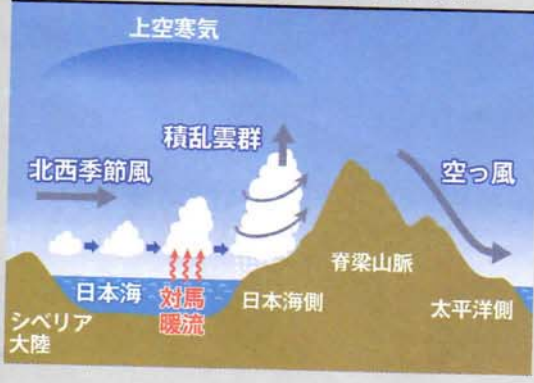 上空寒気
積乱雲群
北西季節風
空っ風
脊梁山脈
日本海
対馬
暖流
日本海側
太平洋側
シベリア
大陸